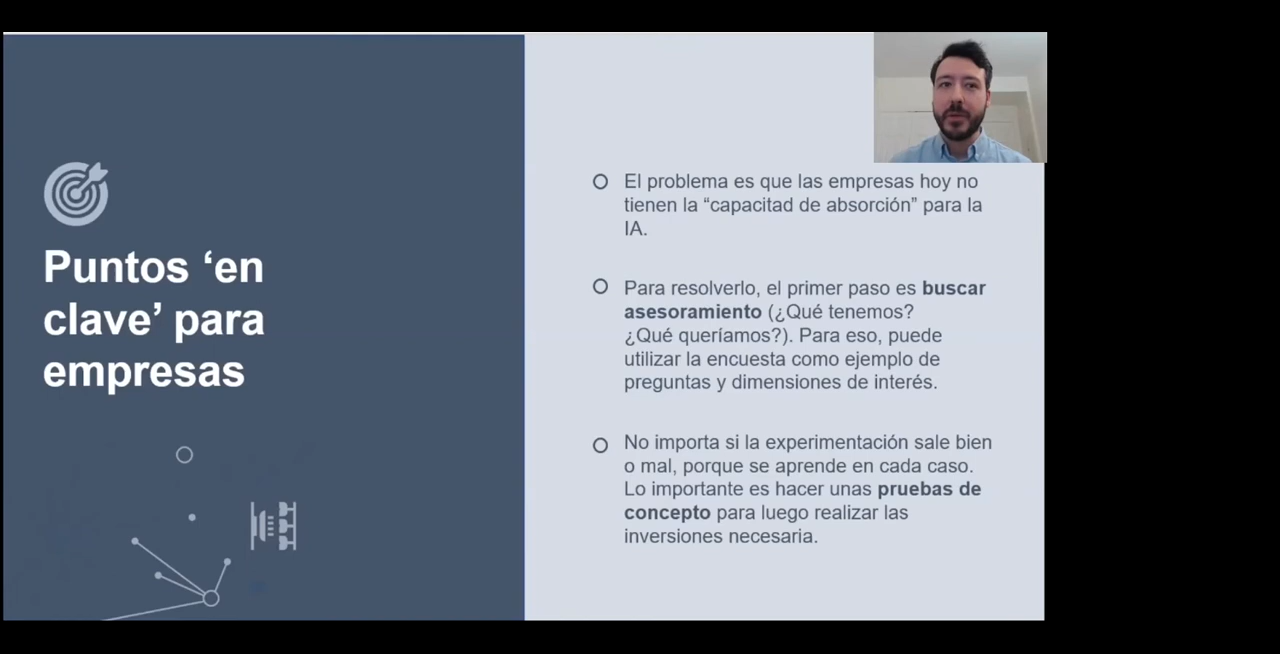 Puntos ‘en
clave’ para
empresas
El problema es que las empresas hoy no
tienen la “capacitad de absorción” para la
IA.
Para resolverlo, el primer paso es buscar
asesoramiento (¿Qué tenemos?
¿Qué queríamos?). Para eso, puede
utilizar la encuesta como ejemplo de
preguntas y dimensiones de interés.
No importa si la experimentación sale bien
o mal, porque se aprende en cada caso.
Lo importante es hacer unas pruebas de
concepto para luego realizar las
inversiones necesaria.